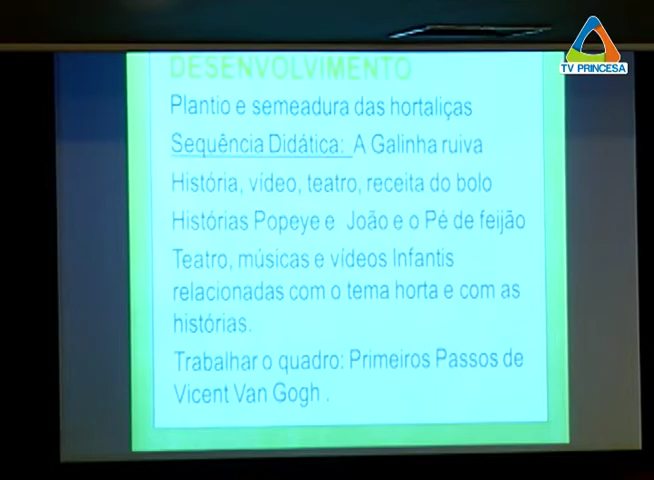 TV PRINCESA
DESENVOLVIMENTO
Plantio e semeadura das hortaliças
Sequência Didática: A Galinha ruiva
História, vídeo, teatro, receita do bolo
Histórias Popeye e João e o Pé de feijão
Teatro, músicas e vídeos Infantis
relacionadas com o tema horta e com as
histórias.
Trabalhar o quadro: Primeiros Passos de
Vicent Van Gogh .